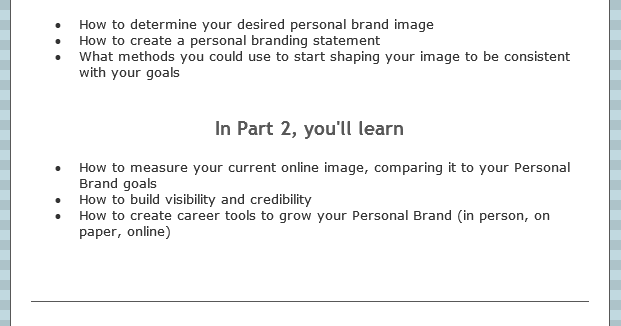 • How to determine your desired personal brand image
• How to create a personal branding statement
• What methods you could use to start shaping your image to be consistent
with your goals
In Part 2, you'll learn
• How to measure your current online image, comparing it to your Personal
Brand goals
• How to build visibility and credibility
• How to create career tools to grow your Personal Brand (in person, on
paper, online)